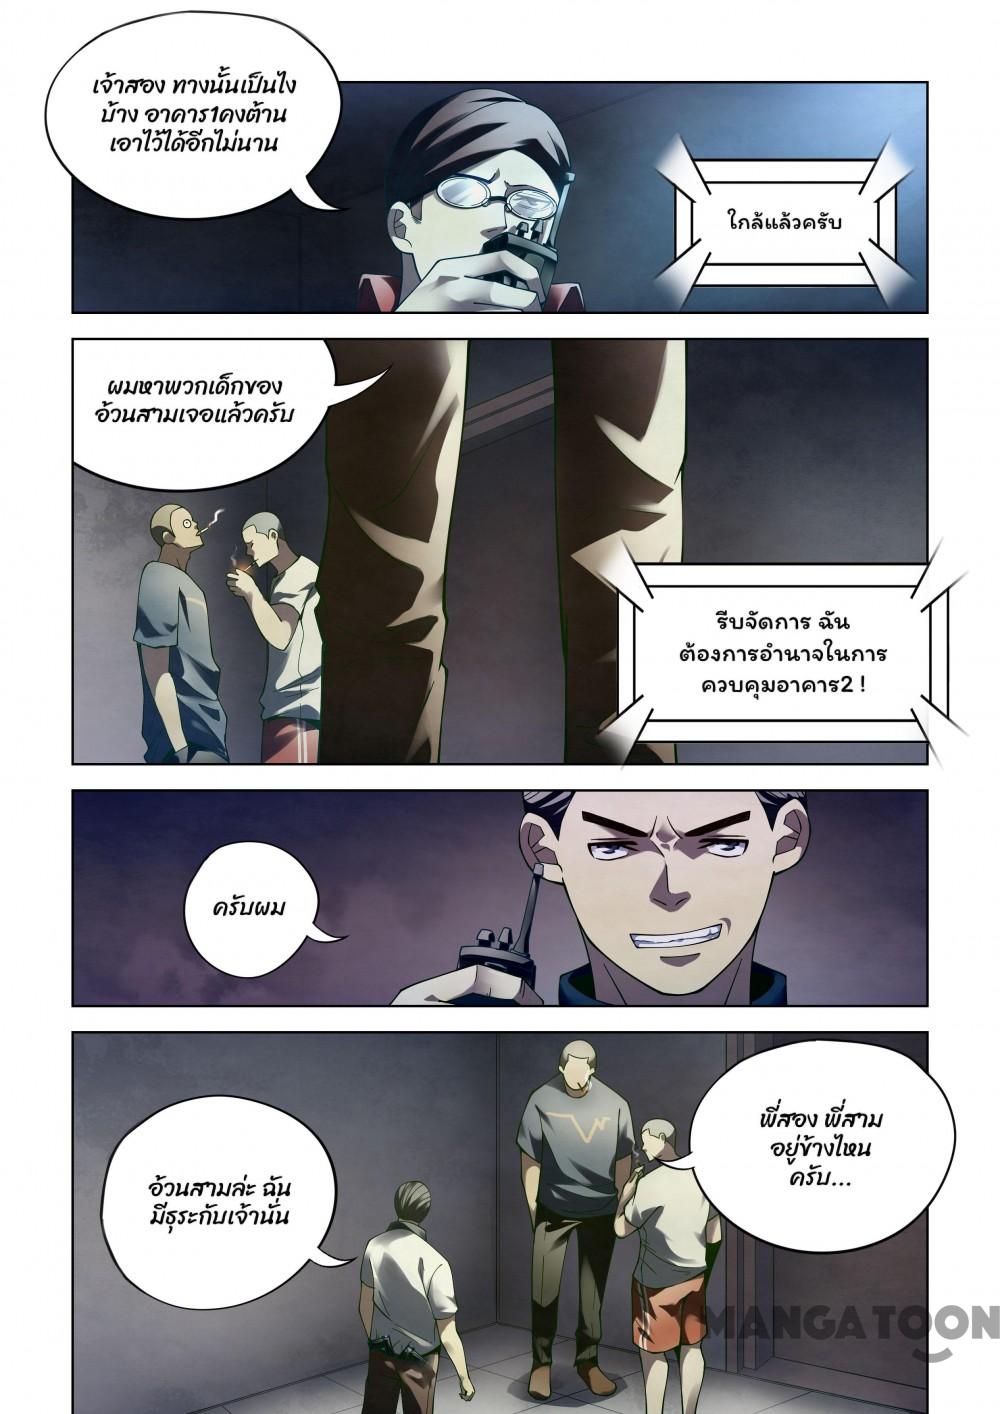 เจ้าสอง ทางนั้นเป็นไง
บ้าง อาคาร1คงต้าน
เอาไว้ได้อีกไม่นาน
ใกล้แล้วครับ
ผมหาพวกเด็กของ
อ้วนสามเจอแล้วครับ
รีบจัดการ ฉัน
ต้องการอำนาจในการ
ควบคุมอาคาร2 !
ครับผม
พี่สอง พี่สาม
อยู่ข้างไหน
ครับ...
อ้วนสามล่ะ ฉัน
มีธุระกับเจ้านั่น
MANGATOON